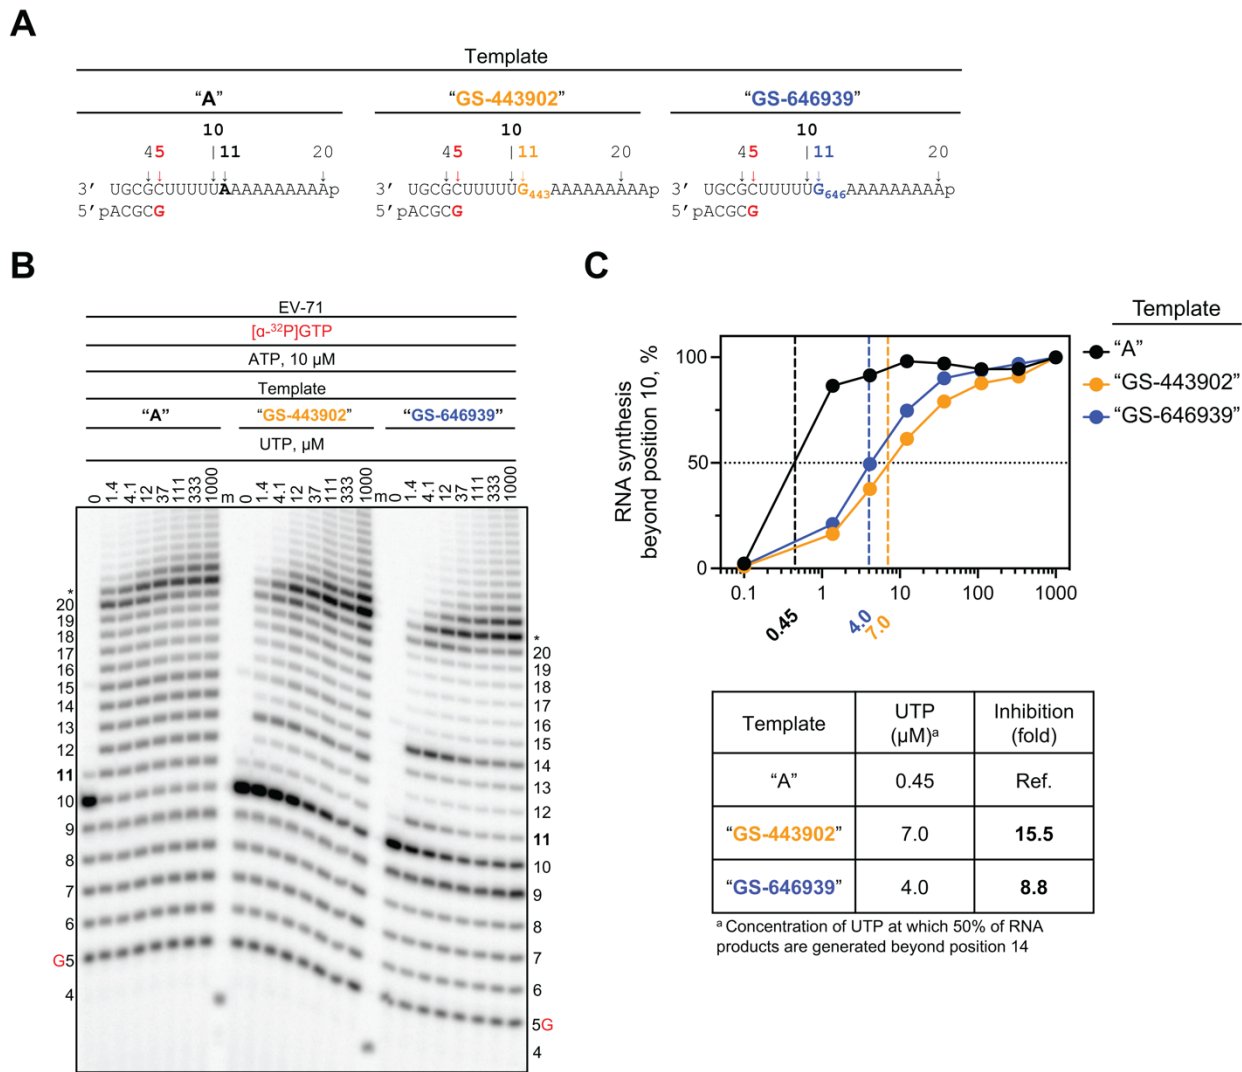 A
Template
“A” “GS-443902” “GS-646939”
10 10 10
45 |11 20 45 |11 20 45 |11 20
3′ UGCGCUUUUUAAAAAAAAAAp UGCGCUUUUUG443AAAAAAAAAp UGCGCUUUUUG646AAAAAAAAAp
5′pACGCG 5′pACGCG 5′pACGCG
B
EV-71
[α-32P]GTP
ATP, 10 µM
Template
“A” “GS-443902” “GS-646939”
UTP, µM
0 1.4 4.1 12 37 111 333 1000 m 0 1.4 4.1 12 37 111 333 1000 m 0 1.4 4.1 12 37 111 333 1000
*
20
19
18
17
16
15
14
13
12
11
10
9
8
7
6
G5
4
*
20
19
18
17
16
15
14
13
12
11
10
9
8
7
6
5G
4
C
Template
“A”
“GS-443902”
“GS-646939”
RNA synthesis
beyond position 10, %
100
50
0
0.1 1 10 100 1000
0.45 4.0 7.0
Template UTP (µM)a Inhibition (fold)
“A” 0.45 Ref.
“GS-443902” 7.0 15.5
“GS-646939” 4.0 8.8
a Concentration of UTP at which 50% of RNA
products are generated beyond position 14